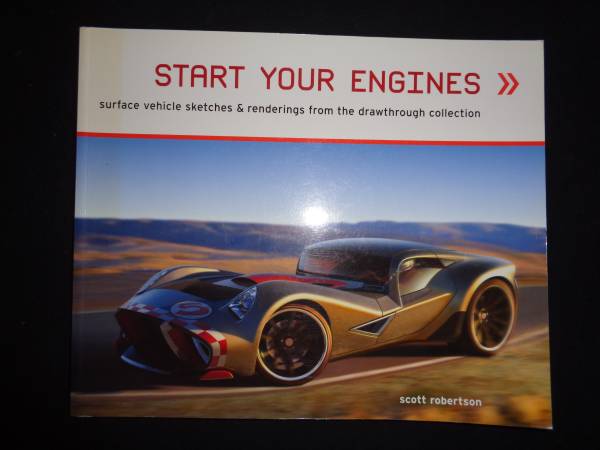 START YOUR ENGINES »
surface vehicle sketches & renderings from the drawthrough collection
scott robertson